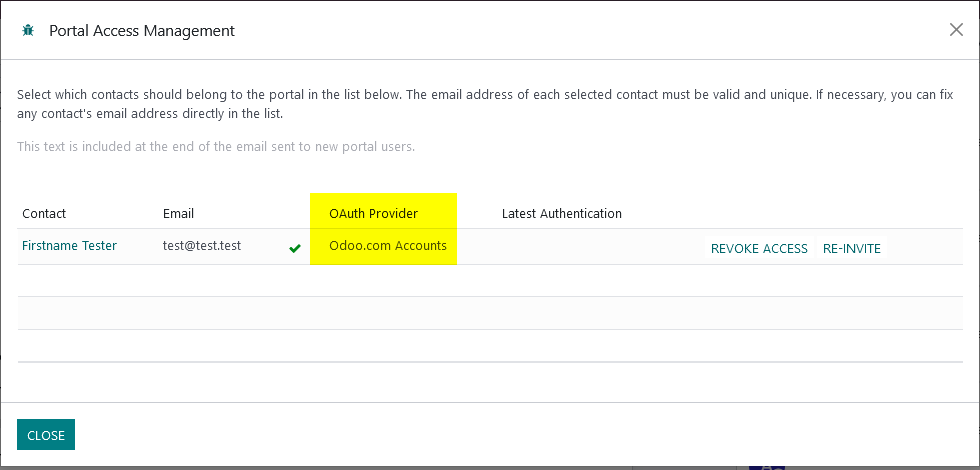 Portal Access Management
Select which contacts should belong to the portal in the list below. The email address of each selected contact must be valid and unique. If necessary, you can fix
any contact's email address directly in the list.
This text is included at the end of the email sent to new portal users.
Contact Email OAuth Provider Latest Authentication
Firstname Tester test@test.test Odoo.com Accounts REVOKE ACCESS RE-INVITE
CLOSE